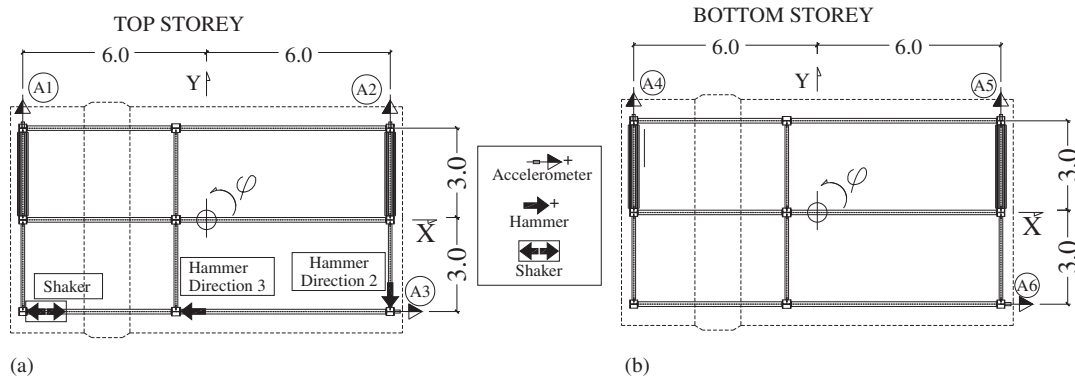 TOP STOREY
6.0 6.0
A1 Y A2
φ
3.0
X
3.0
Shaker
Hammer
Direction 3
Hammer
Direction 2
A3
(a)
+
Accelerometer
+
Hammer
Shaker
BOTTOM STOREY
6.0 6.0
A4 Y A5
φ
3.0
X
3.0
A6
(b)